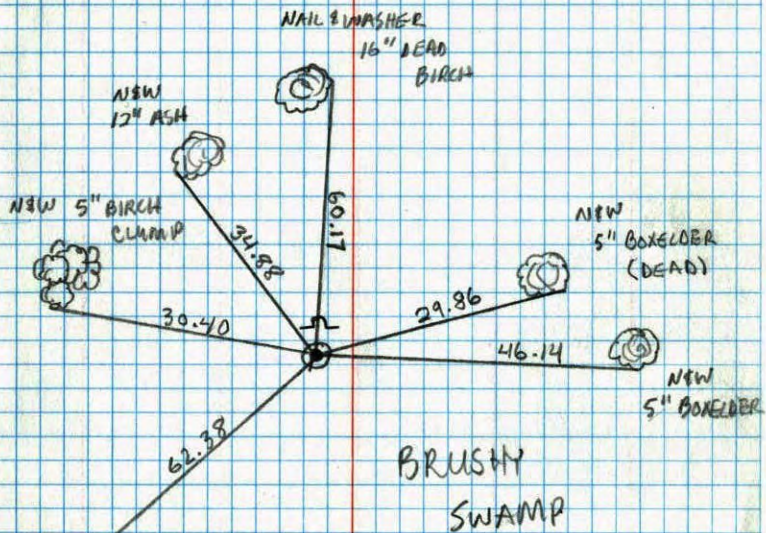 NAIL & WASHER
16" DEAD
BIRCH
N&W
12" ASH
N&W 5" BIRCH
CLUMP
60.17
34.88
N&W
5" BOXELDER
(DEAD)
29.86
30.40
46.14
N&W
5" BOXELDER
62.38
BRUSHY
SWAMP